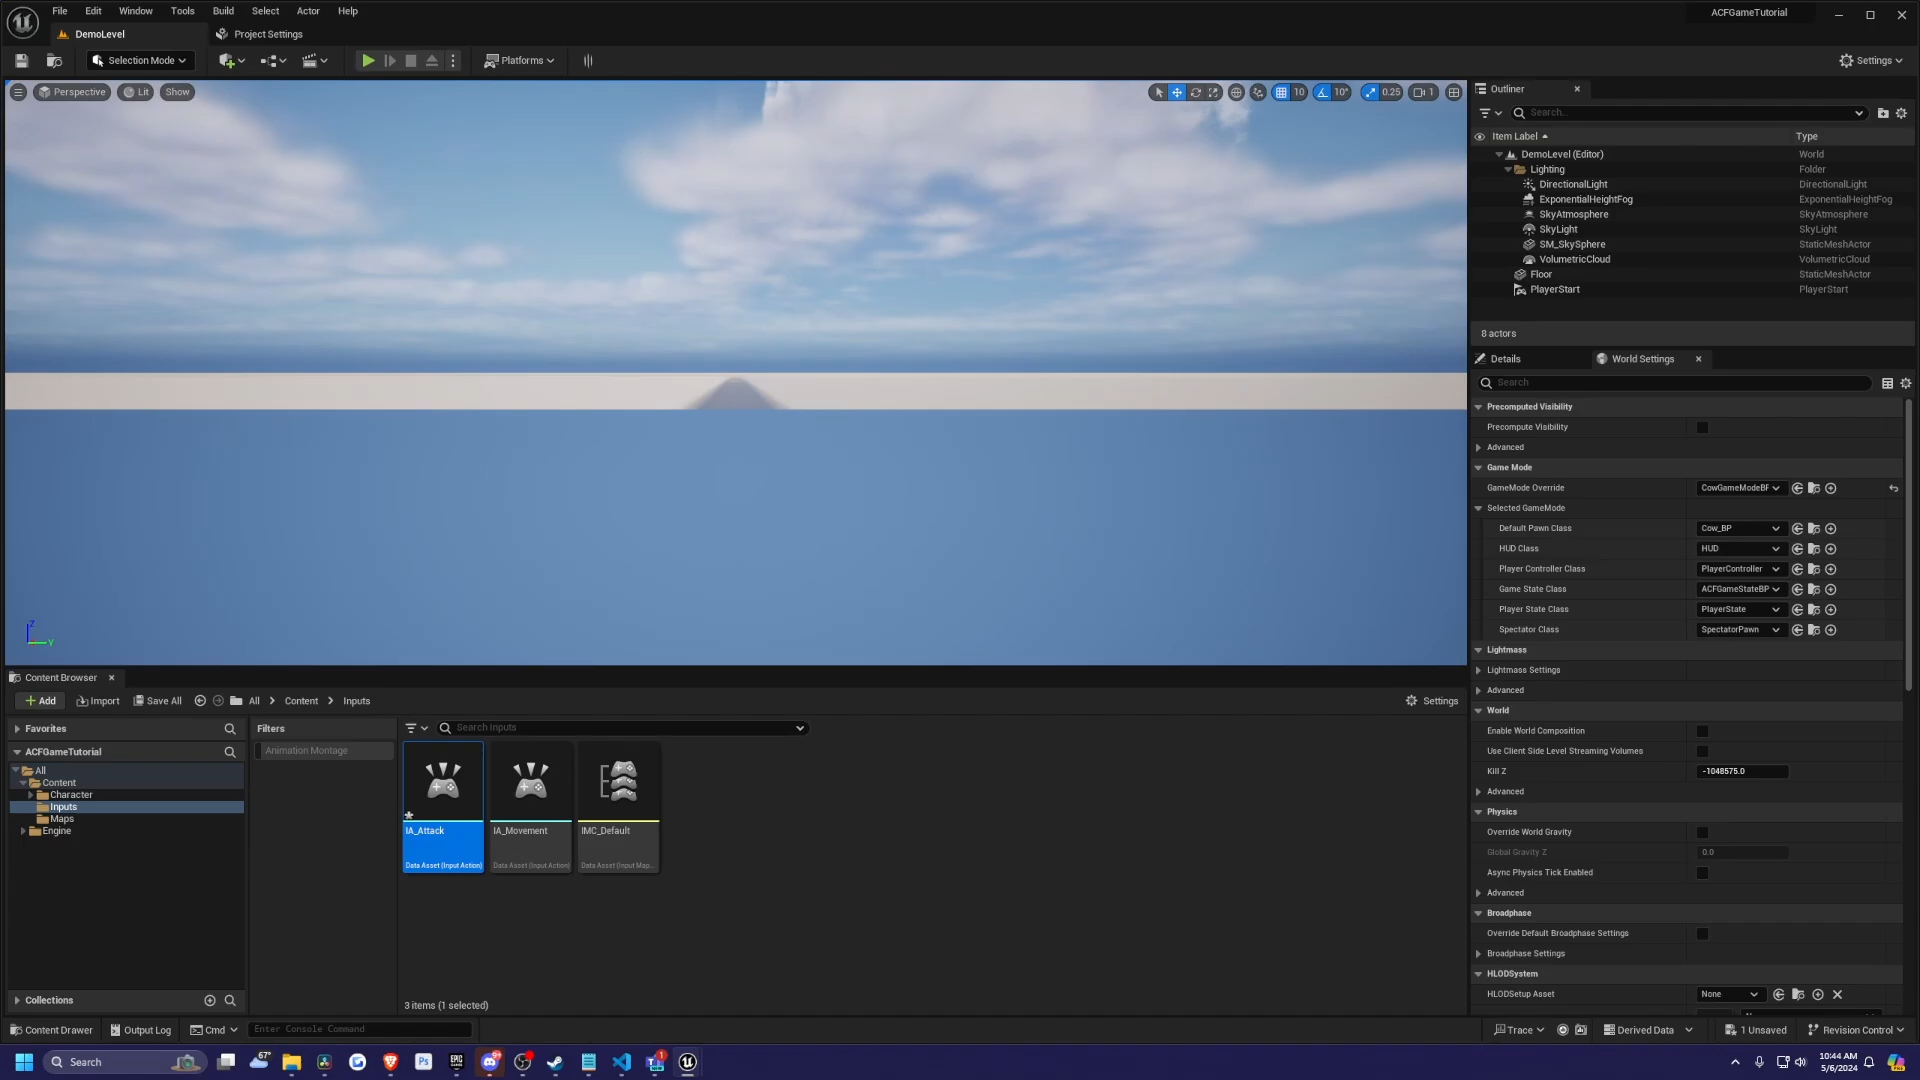 File Edit Window Tools Build Select Actor Help
ACFGameTutorial
DemoLevel
Project Settings
Selection Mode
Platforms
Settings
Perspective
Lit
Show
10
10°
0.25
1
Outliner
Search...
Item Label
Type
DemoLevel (Editor)
World
Lighting
Folder
DirectionalLight
DirectionalLight
ExponentialHeightFog
ExponentialHeightFog
SkyAtmosphere
SkyAtmosphere
SkyLight
SkyLight
SM_SkySphere
StaticMeshActor
VolumetricCloud
VolumetricCloud
Floor
StaticMeshActor
PlayerStart
PlayerStart
8 actors
Details
World Settings
Search
Precomputed Visibility
Precompute Visibility
Advanced
Game Mode
GameMode Override
CowGameModeBP
Selected GameMode
Default Pawn Class
Cow_BP
HUD Class
HUD
Player Controller Class
PlayerController
Game State Class
ACFGameStateBP
Player State Class
PlayerState
Spectator Class
SpectatorPawn
Lightmass
Lightmass Settings
Advanced
World
Enable World Composition
Use Client Side Level Streaming Volumes
Kill Z
-1048575.0
Advanced
Physics
Override World Gravity
Global Gravity Z
0.0
Async Physics Tick Enabled
Advanced
Broadphase
Override Default Broadphase Settings
Broadphase Settings
HLODSystem
HLODSetup Asset
None
Z
Y
Content Browser
Add
Import
Save All
All
Content
Inputs
Settings
Favorites
ACFGameTutorial
All
Content
Character
Inputs
Maps
Engine
Collections
Filters
Animation Montage
Search Inputs
IA_Attack
Data Asset (Input Action)
IA_Movement
Data Asset (Input Action)
IMC_Default
Data Asset (Input Map...
3 items (1 selected)
Content Drawer
Output Log
Cmd
Enter Console Command
Trace
Derived Data
1 Unsaved
Revision Control
Search
67°
10:44 AM
5/6/2024